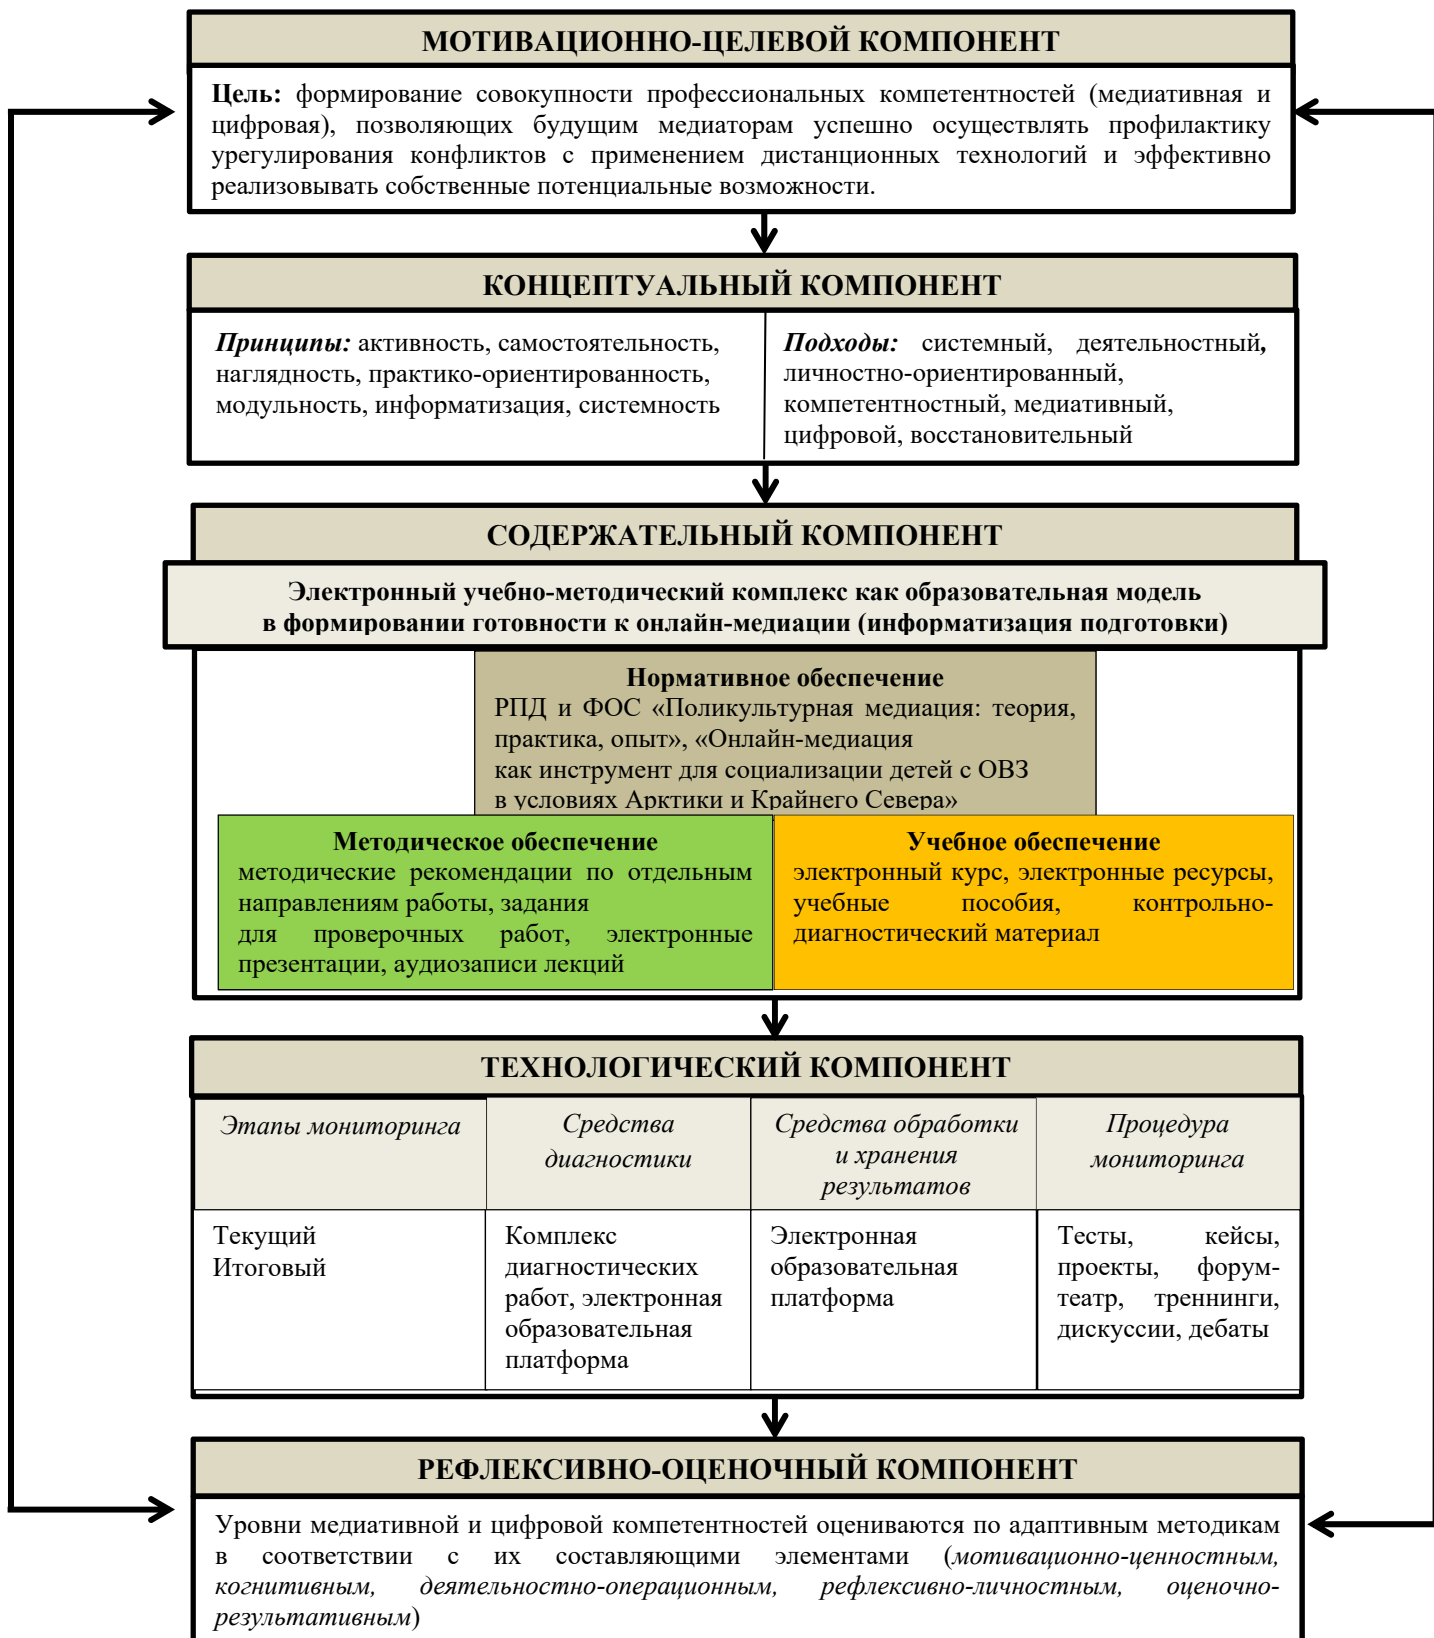 МОТИВАЦИОННО-ЦЕЛЕВОЙ КОМПОНЕНТ
Цель: формирование совокупности профессиональных компетентностей (медиативная и
цифровая), позволяющих будущим медиаторам успешно осуществлять профилактику
урегулирования конфликтов с применением дистанционных технологий и эффективно
реализовывать собственные потенциальные возможности.
КОНЦЕПТУАЛЬНЫЙ КОМПОНЕНТ
Принципы: активность, самостоятельность,
наглядность, практико-ориентированность,
модульность, информатизация, системность
Подходы: системный, деятельностный,
личностно-ориентированный,
компетентностный, медиативный,
цифровой, восстановительный
СОДЕРЖАТЕЛЬНЫЙ КОМПОНЕНТ
Электронный учебно-методический комплекс как образовательная модель
в формировании готовности к онлайн-медиации (информатизация подготовки)
Нормативное обеспечение
РПД и ФОС «Поликультурная медиация: теория,
практика, опыт», «Онлайн-медиация
как инструмент для социализации детей с ОВЗ
в условиях Арктики и Крайнего Севера»
Методическое обеспечение
методические рекомендации по отдельным
направлениям работы, задания
для проверочных работ, электронные
презентации, аудиозаписи лекций
Учебное обеспечение
электронный курс, электронные ресурсы,
учебные пособия, контрольно-
диагностический материал
ТЕХНОЛОГИЧЕСКИЙ КОМПОНЕНТ
Этапы мониторинга
Средства
диагностики
Средства обработки
и хранения
результатов
Процедура
мониторинга
Текущий
Итоговый
Комплекс
диагностических
работ, электронная
образовательная
платформа
Электронная
образовательная
платформа
Тесты, кейсы,
проекты, форум-
театр, треннинги,
дискуссии, дебаты
РЕФЛЕКСИВНО-ОЦЕНОЧНЫЙ КОМПОНЕНТ
Уровни медиативной и цифровой компетентностей оцениваются по адаптивным методикам
в соответствии с их составляющими элементами (мотивационно-ценностным,
когнитивным, деятельностно-операционным, рефлексивно-личностным, оценочно-
результативным)